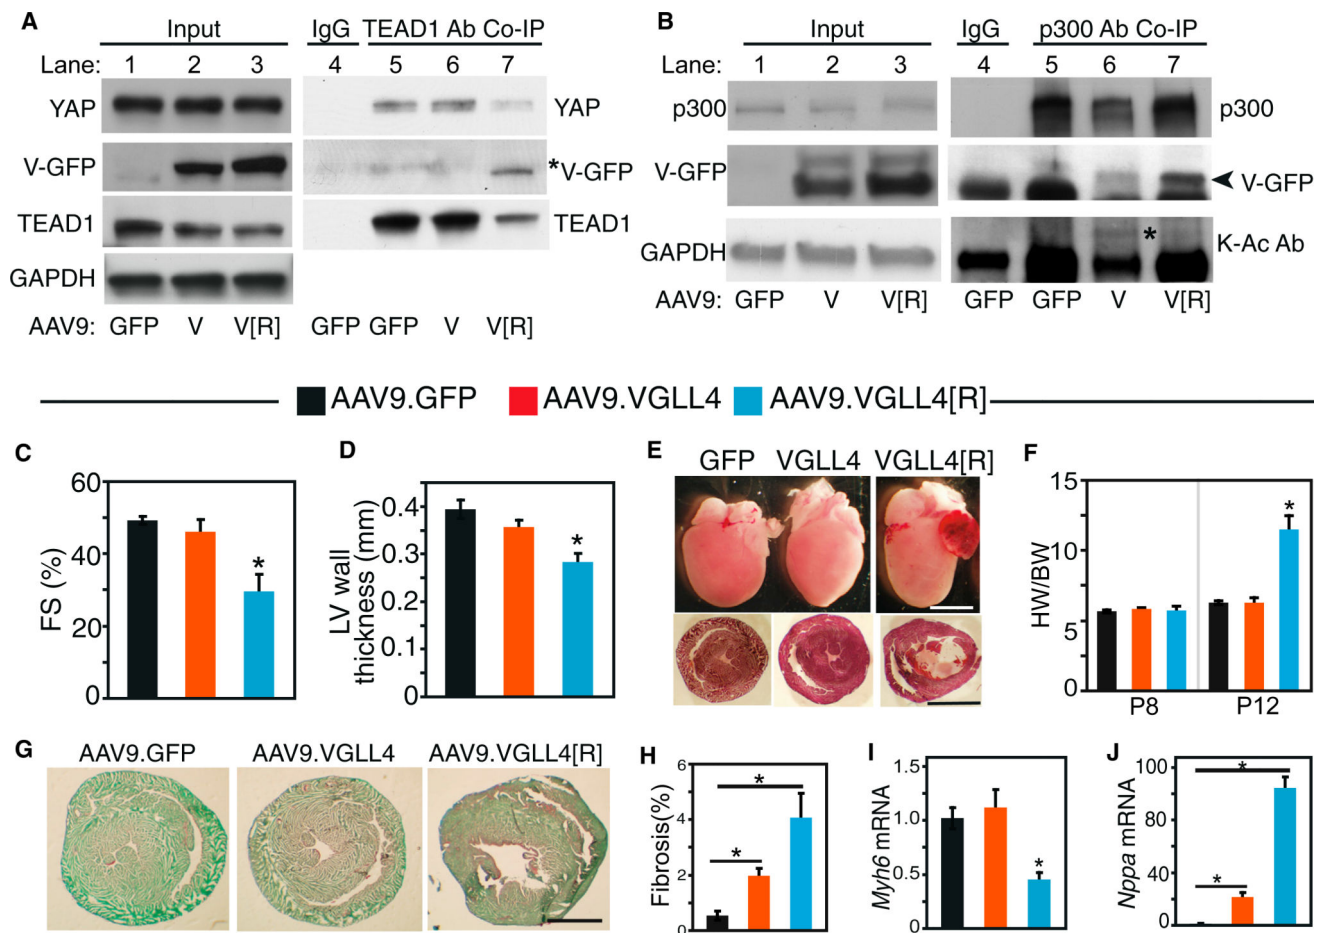 A
Input
IgG
TEAD1 Ab Co-IP
Lane: 1 2 3 4 5 6 7
YAP
YAP
V-GFP
*V-GFP
TEAD1
TEAD1
GAPDH
AAV9: GFP V V[R] GFP GFP V V[R]
B
Input
IgG
p300 Ab Co-IP
Lane: 1 2 3 4 5 6 7
p300
p300
V-GFP
V-GFP
GAPDH
*
K-Ac Ab
AAV9: GFP V V[R] GFP GFP V V[R]
AAV9.GFP AAV9.VGLL4 AAV9.VGLL4[R]
C
FS (%)
60
40
20
0
*
D
LV wall
thickness (mm)
0.4
0.3
0.2
0.1
0
*
E
GFP VGLL4 VGLL4[R]
F
HW/BW
15
10
5
0
*
P8 P12
G
AAV9.GFP AAV9.VGLL4 AAV9.VGLL4[R]
H
Fibrosis(%)
6
4
2
0
*
*
I
Myh6 mRNA
1.5
1.0
0.5
0
*
J
Nppa mRNA
100
80
40
20
0
*
*